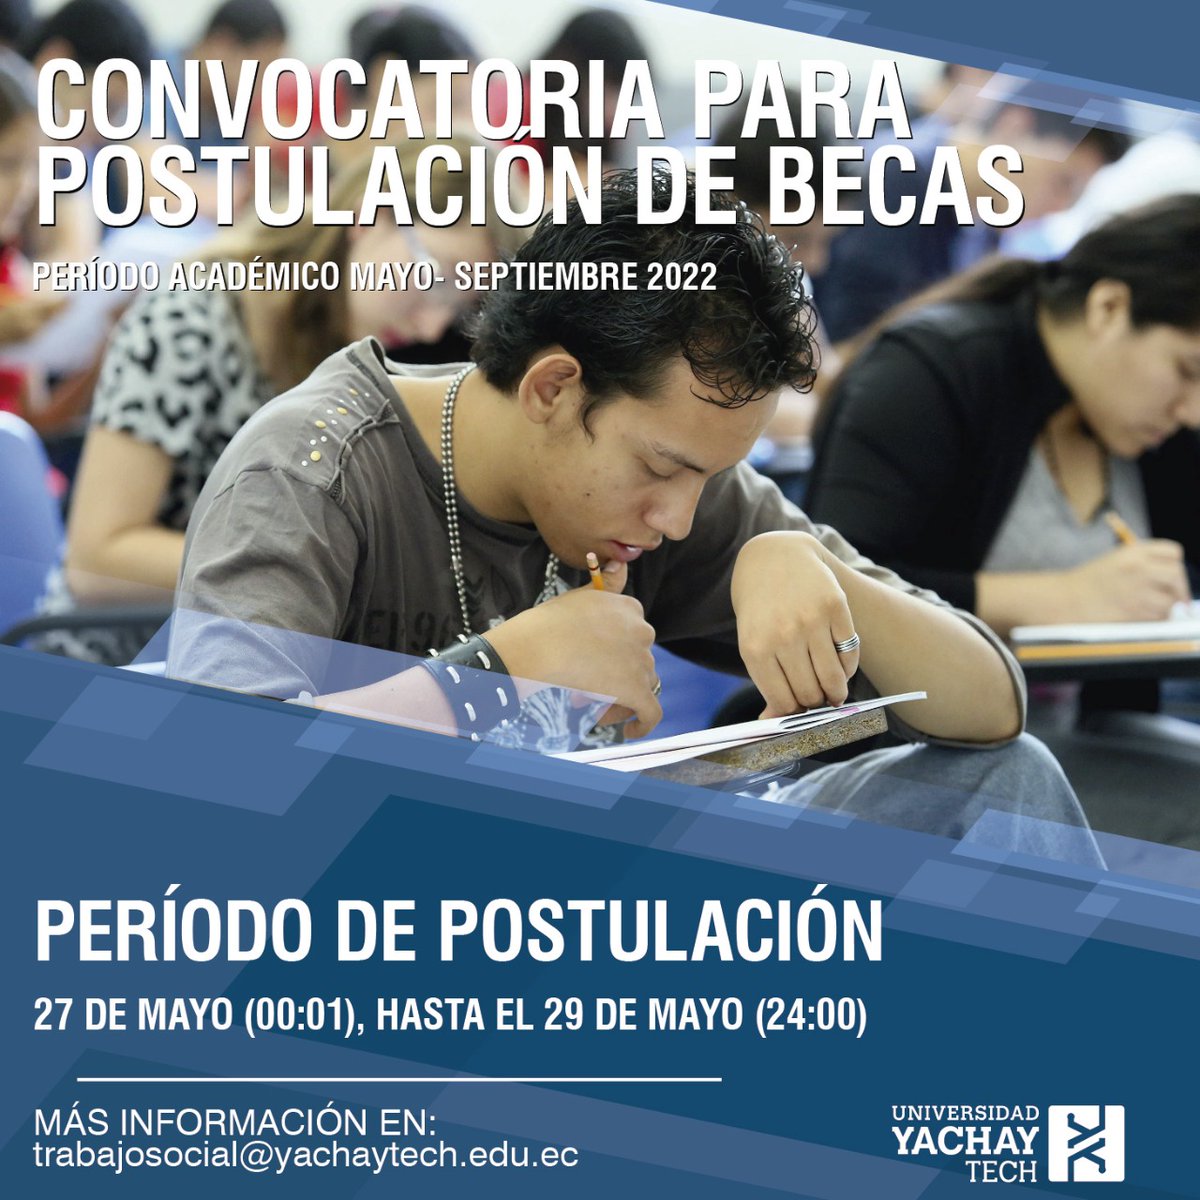 CONVOCATORIA PARA
POSTULACIÓN DE BECAS
PERÍODO ACADÉMICO MAYO- SEPTIEMBRE 2022
PERÍODO DE POSTULACIÓN
27 DE MAYO (00:01), HASTA EL 29 DE MAYO (24:00)
MÁS INFORMACIÓN EN:
trabajosocial@yachaytech.edu.ec
UNIVERSIDAD
YACHAY
TECH